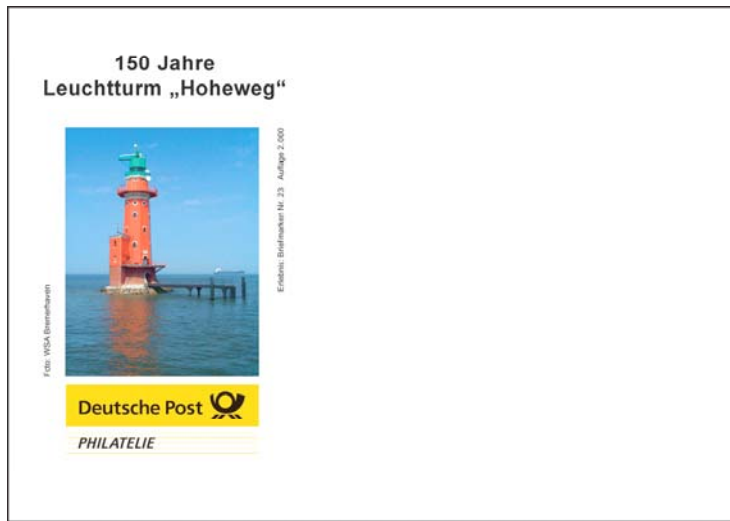 150 Jahre
Leuchtturm „Hoheweg“
Foto: WSA Bremerhaven
Erlebnis: Briefmarken Nr. 23 Auflage 2.000
Deutsche Post
PHILATELIE